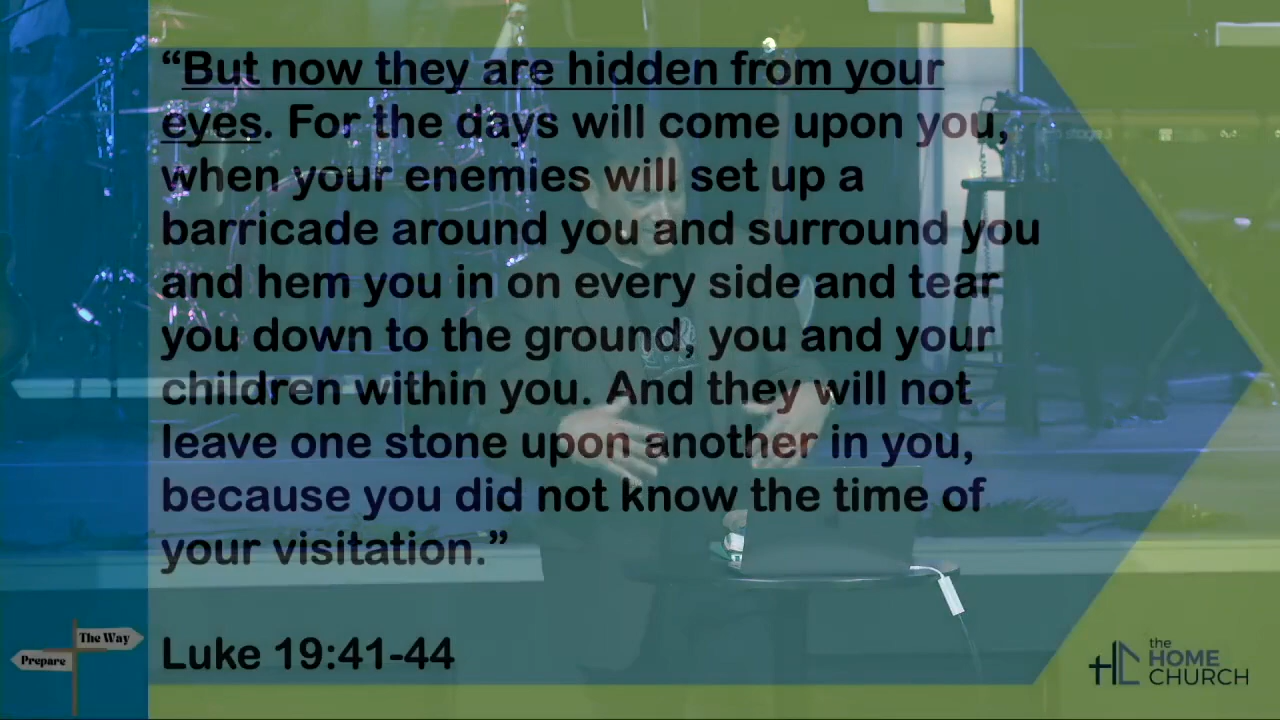 “But now they are hidden from your
eyes. For the days will come upon you,
when your enemies will set up a
barricade around you and surround you
and hem you in on every side and tear
you down to the ground, you and your
children within you. And they will not
leave one stone upon another in you,
because you did not know the time of
your visitation.”
Luke 19:41-44
The Way
Prepare
the
HOME
CHURCH